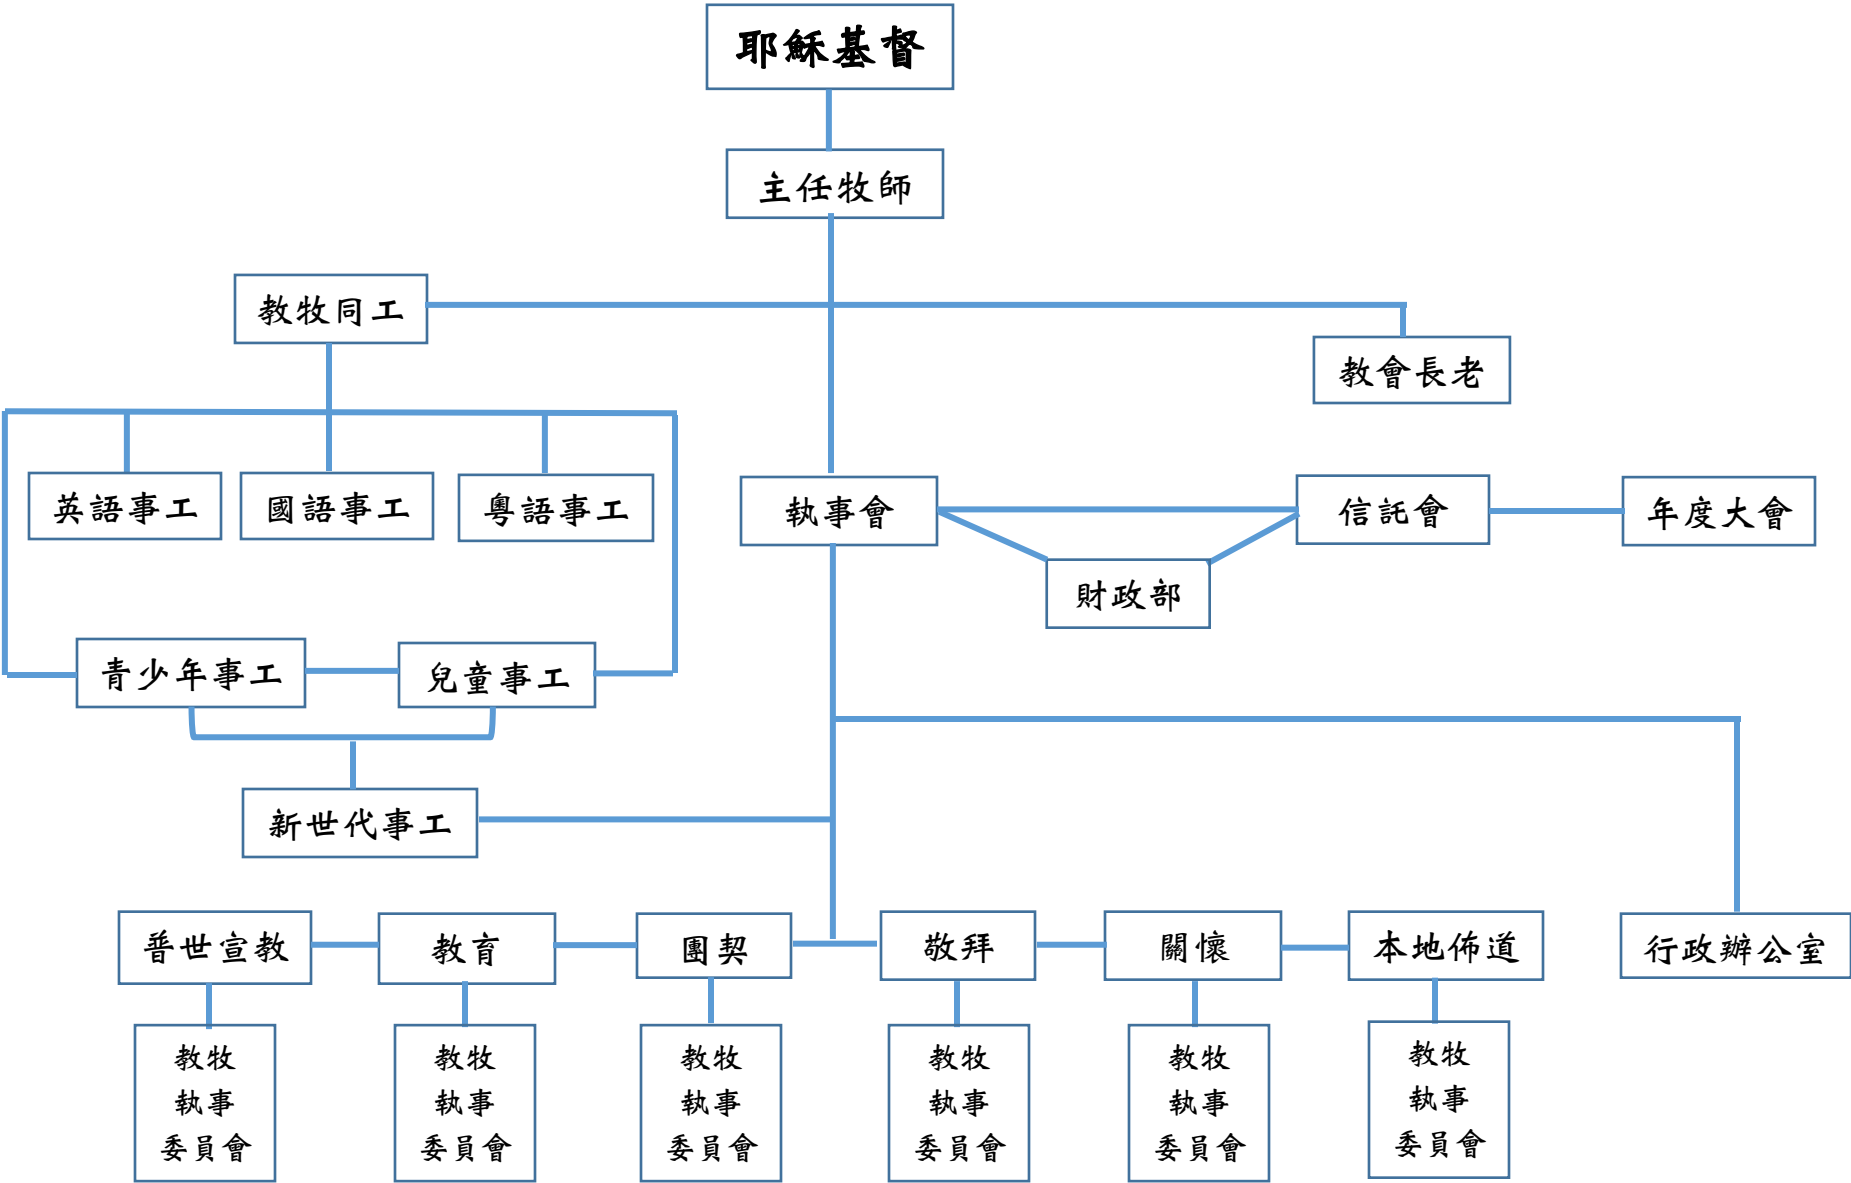 耶穌基督
主任牧師
教牧同工
教會長老
英語事工
國語事工
粵語事工
執事會
信託會
年度大會
財政部
青少年事工
兒童事工
新世代事工
普世宣教
教育
團契
敬拜
關懷
本地佈道
行政辦公室
教牧
執事
委員會
教牧
執事
委員會
教牧
執事
委員會
教牧
執事
委員會
教牧
執事
委員會
教牧
執事
委員會